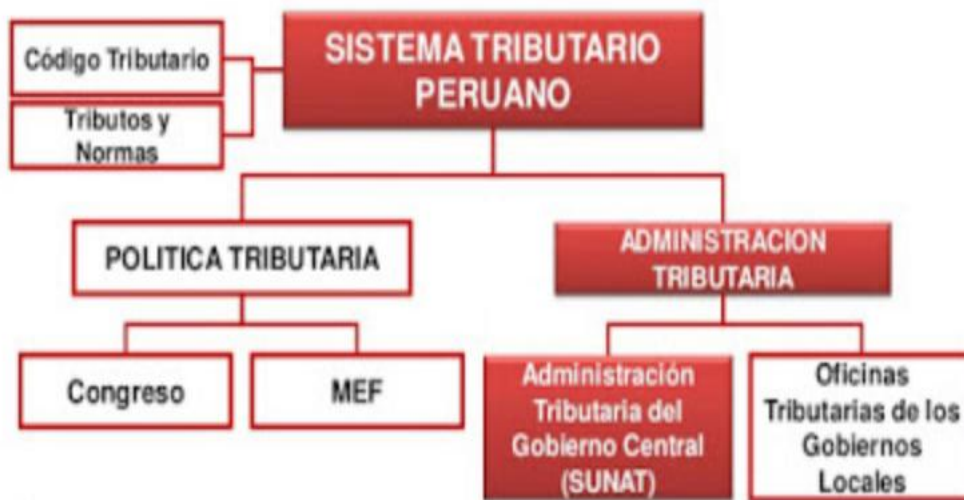 SISTEMA TRIBUTARIO
PERUANO
Código Tributario
Tributos y
Normas
POLITICA TRIBUTARIA
ADMINISTRACION
TRIBUTARIA
Congreso
MEF
Administración
Tributaria del
Gobierno Central
(SUNAT)
Oficinas
Tributarias de los
Gobiernos
Locales